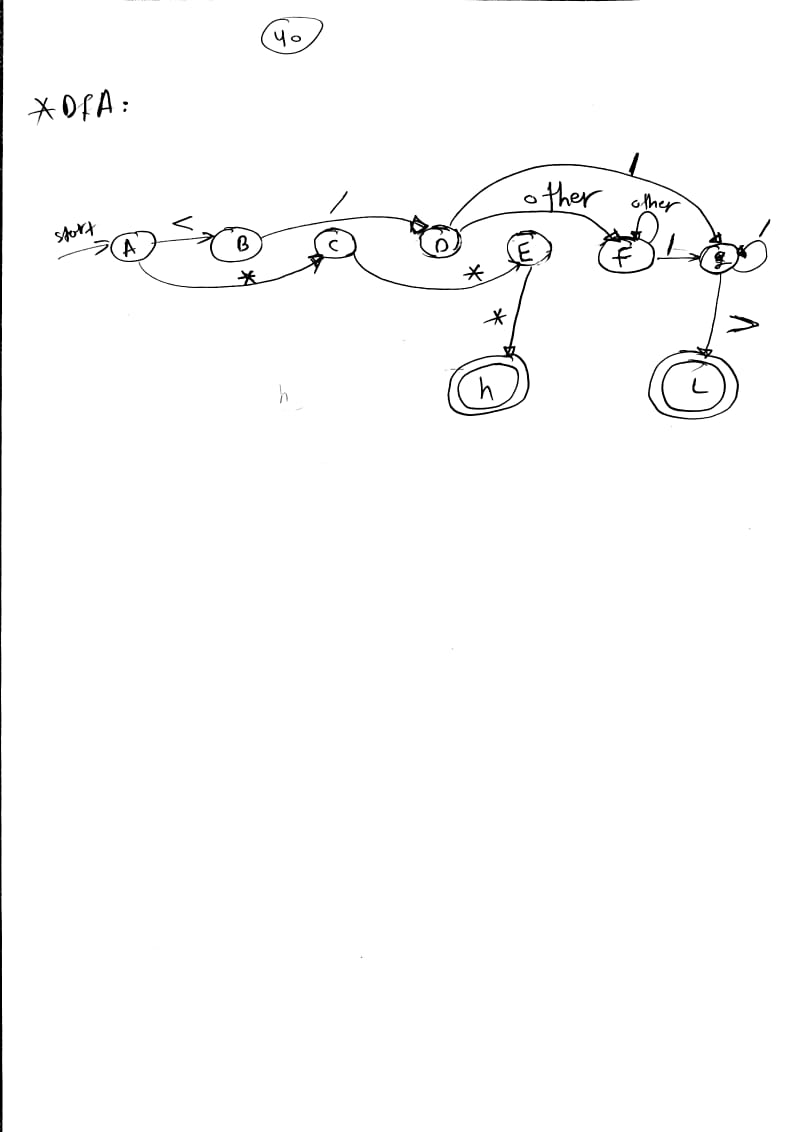 40
*DfA:
/
other
other
/
/
start
<
/
A
B
C
D
E
f
g
*
*
*
>
h
L
h